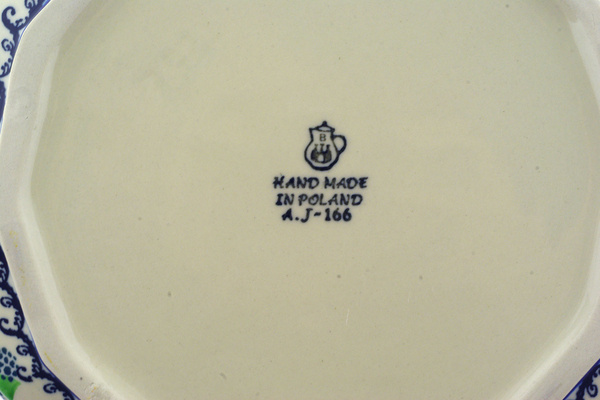 B
HAND MADE
IN POLAND
A.J-166